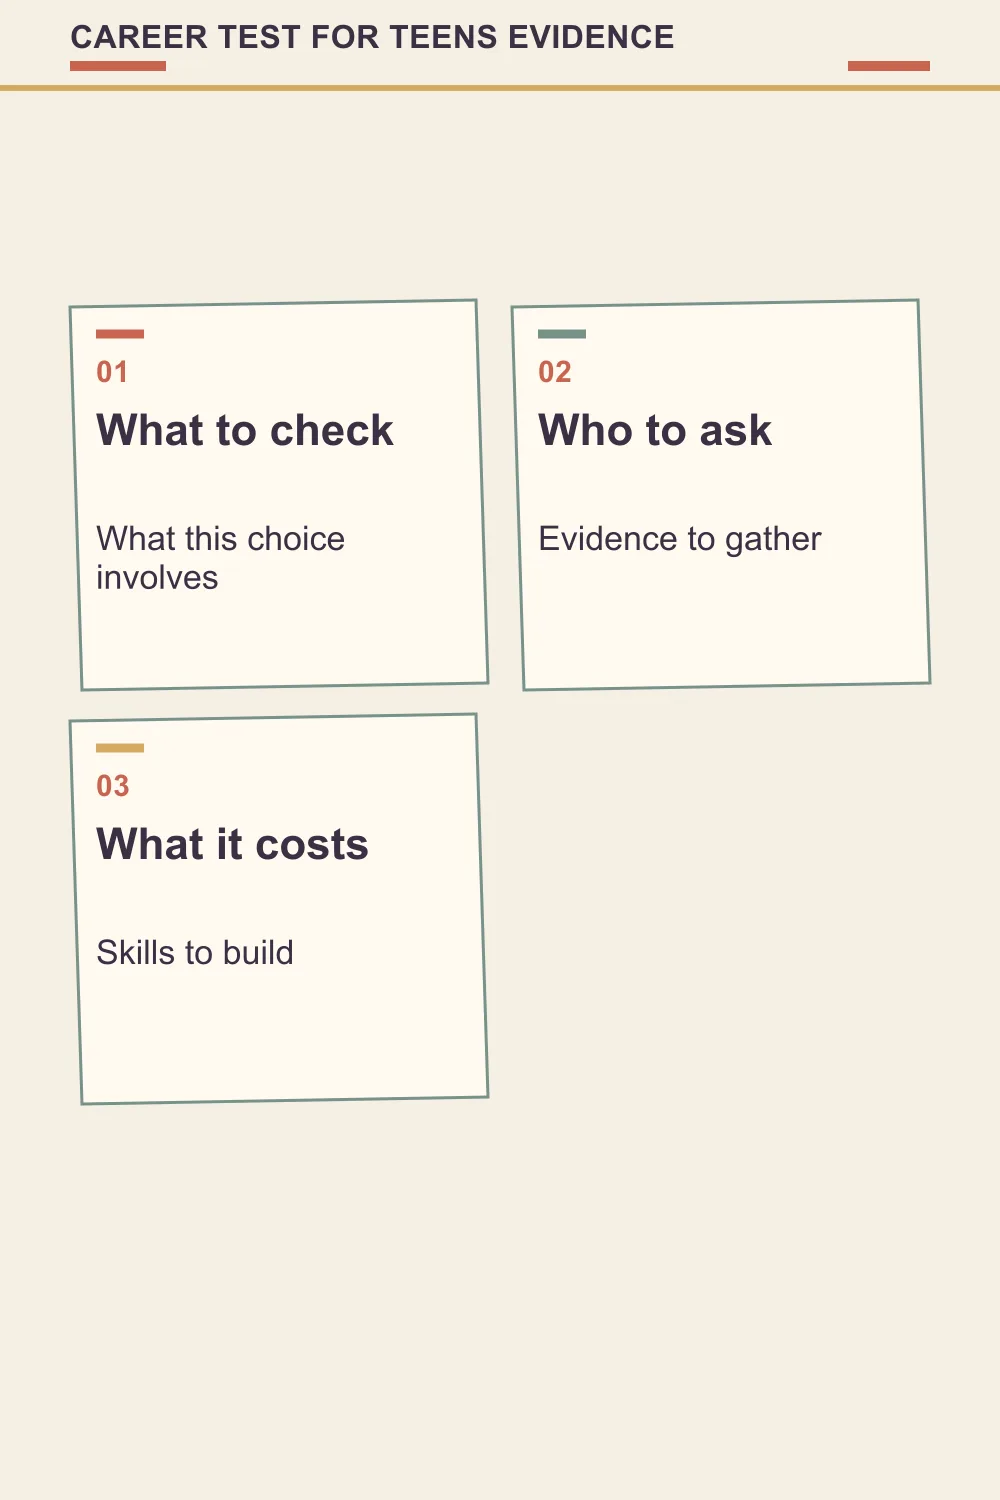 CAREER TEST FOR TEENS EVIDENCE
01
What to check
What this choice
involves
02
Who to ask
Evidence to gather
03
What it costs
Skills to build